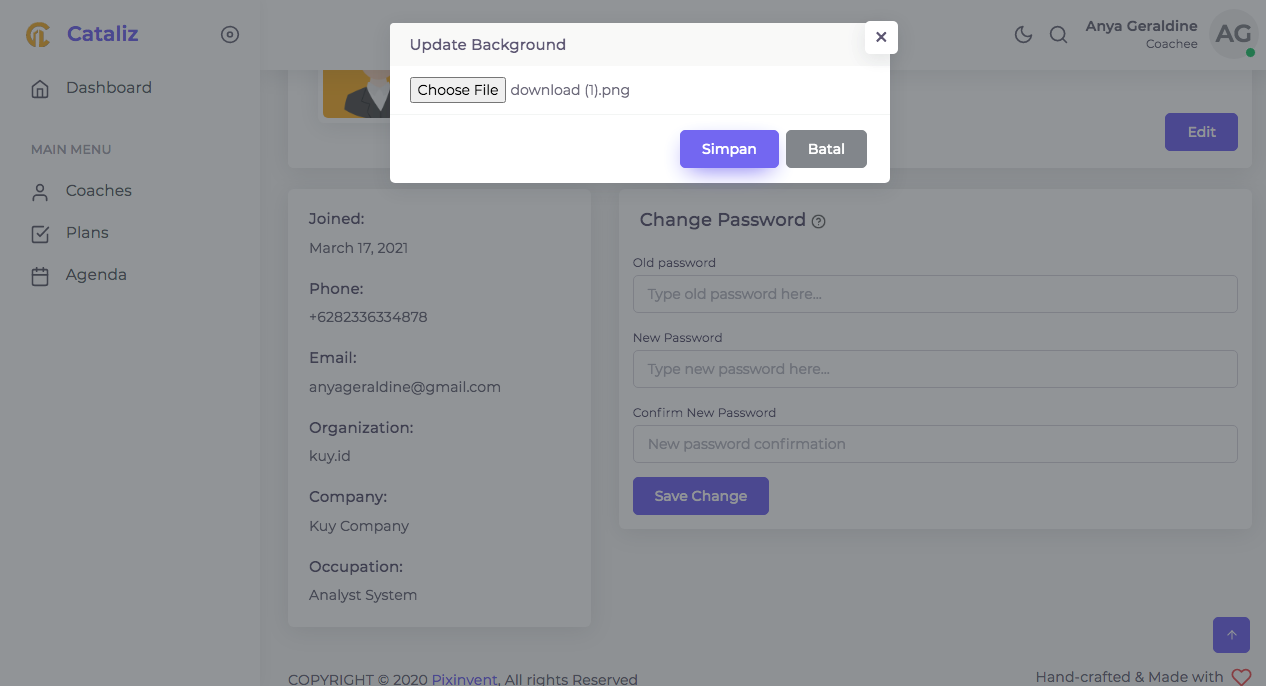 Cataliz
Dashboard
MAIN MENU
Coaches
Plans
Agenda
Anya Geraldine
Coachee
AG
Update Background
Choose File download (1).png
Simpan
Batal
Edit
Joined:
March 17, 2021
Phone:
+6282336334878
Email:
anyageraldine@gmail.com
Organization:
kuy.id
Company:
Kuy Company
Occupation:
Analyst System
Change Password
Old password
Type old password here...
New Password
Type new password here...
Confirm New Password
New password confirmation
Save Change
COPYRIGHT © 2020 Pixinvent, All rights Reserved
Hand-crafted & Made with